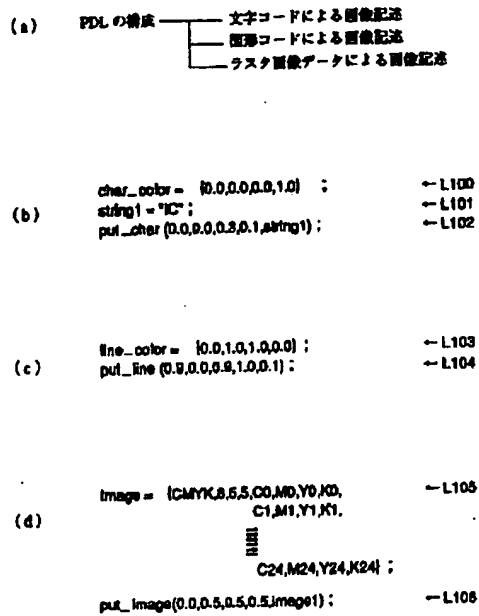 (a) PDLの構成 文字コードによる画像記述
図形コードによる画像記述
ラスタ画像データによる画像記述
char_color = {0.0,0.0,0.0,1.0} ; ←L100
(b) string1 = "IC" ; ←L101
put_char (0.0,0.0,0.3,0.1,string1) ; ←L102
line_color = {0.0,1.0,1.0,0.0} ; ←L103
(c) put_line (0.9,0.0,0.9,1.0,0.1) ; ←L104
image = {CMYK,8,5,5,C0,M0,Y0,K0, ←L105
C1,M1,Y1,K1,
(d)
C24,M24,Y24,K24} ;
put_image(0.0,0.5,0.5,0.5,image1) ; ←L106